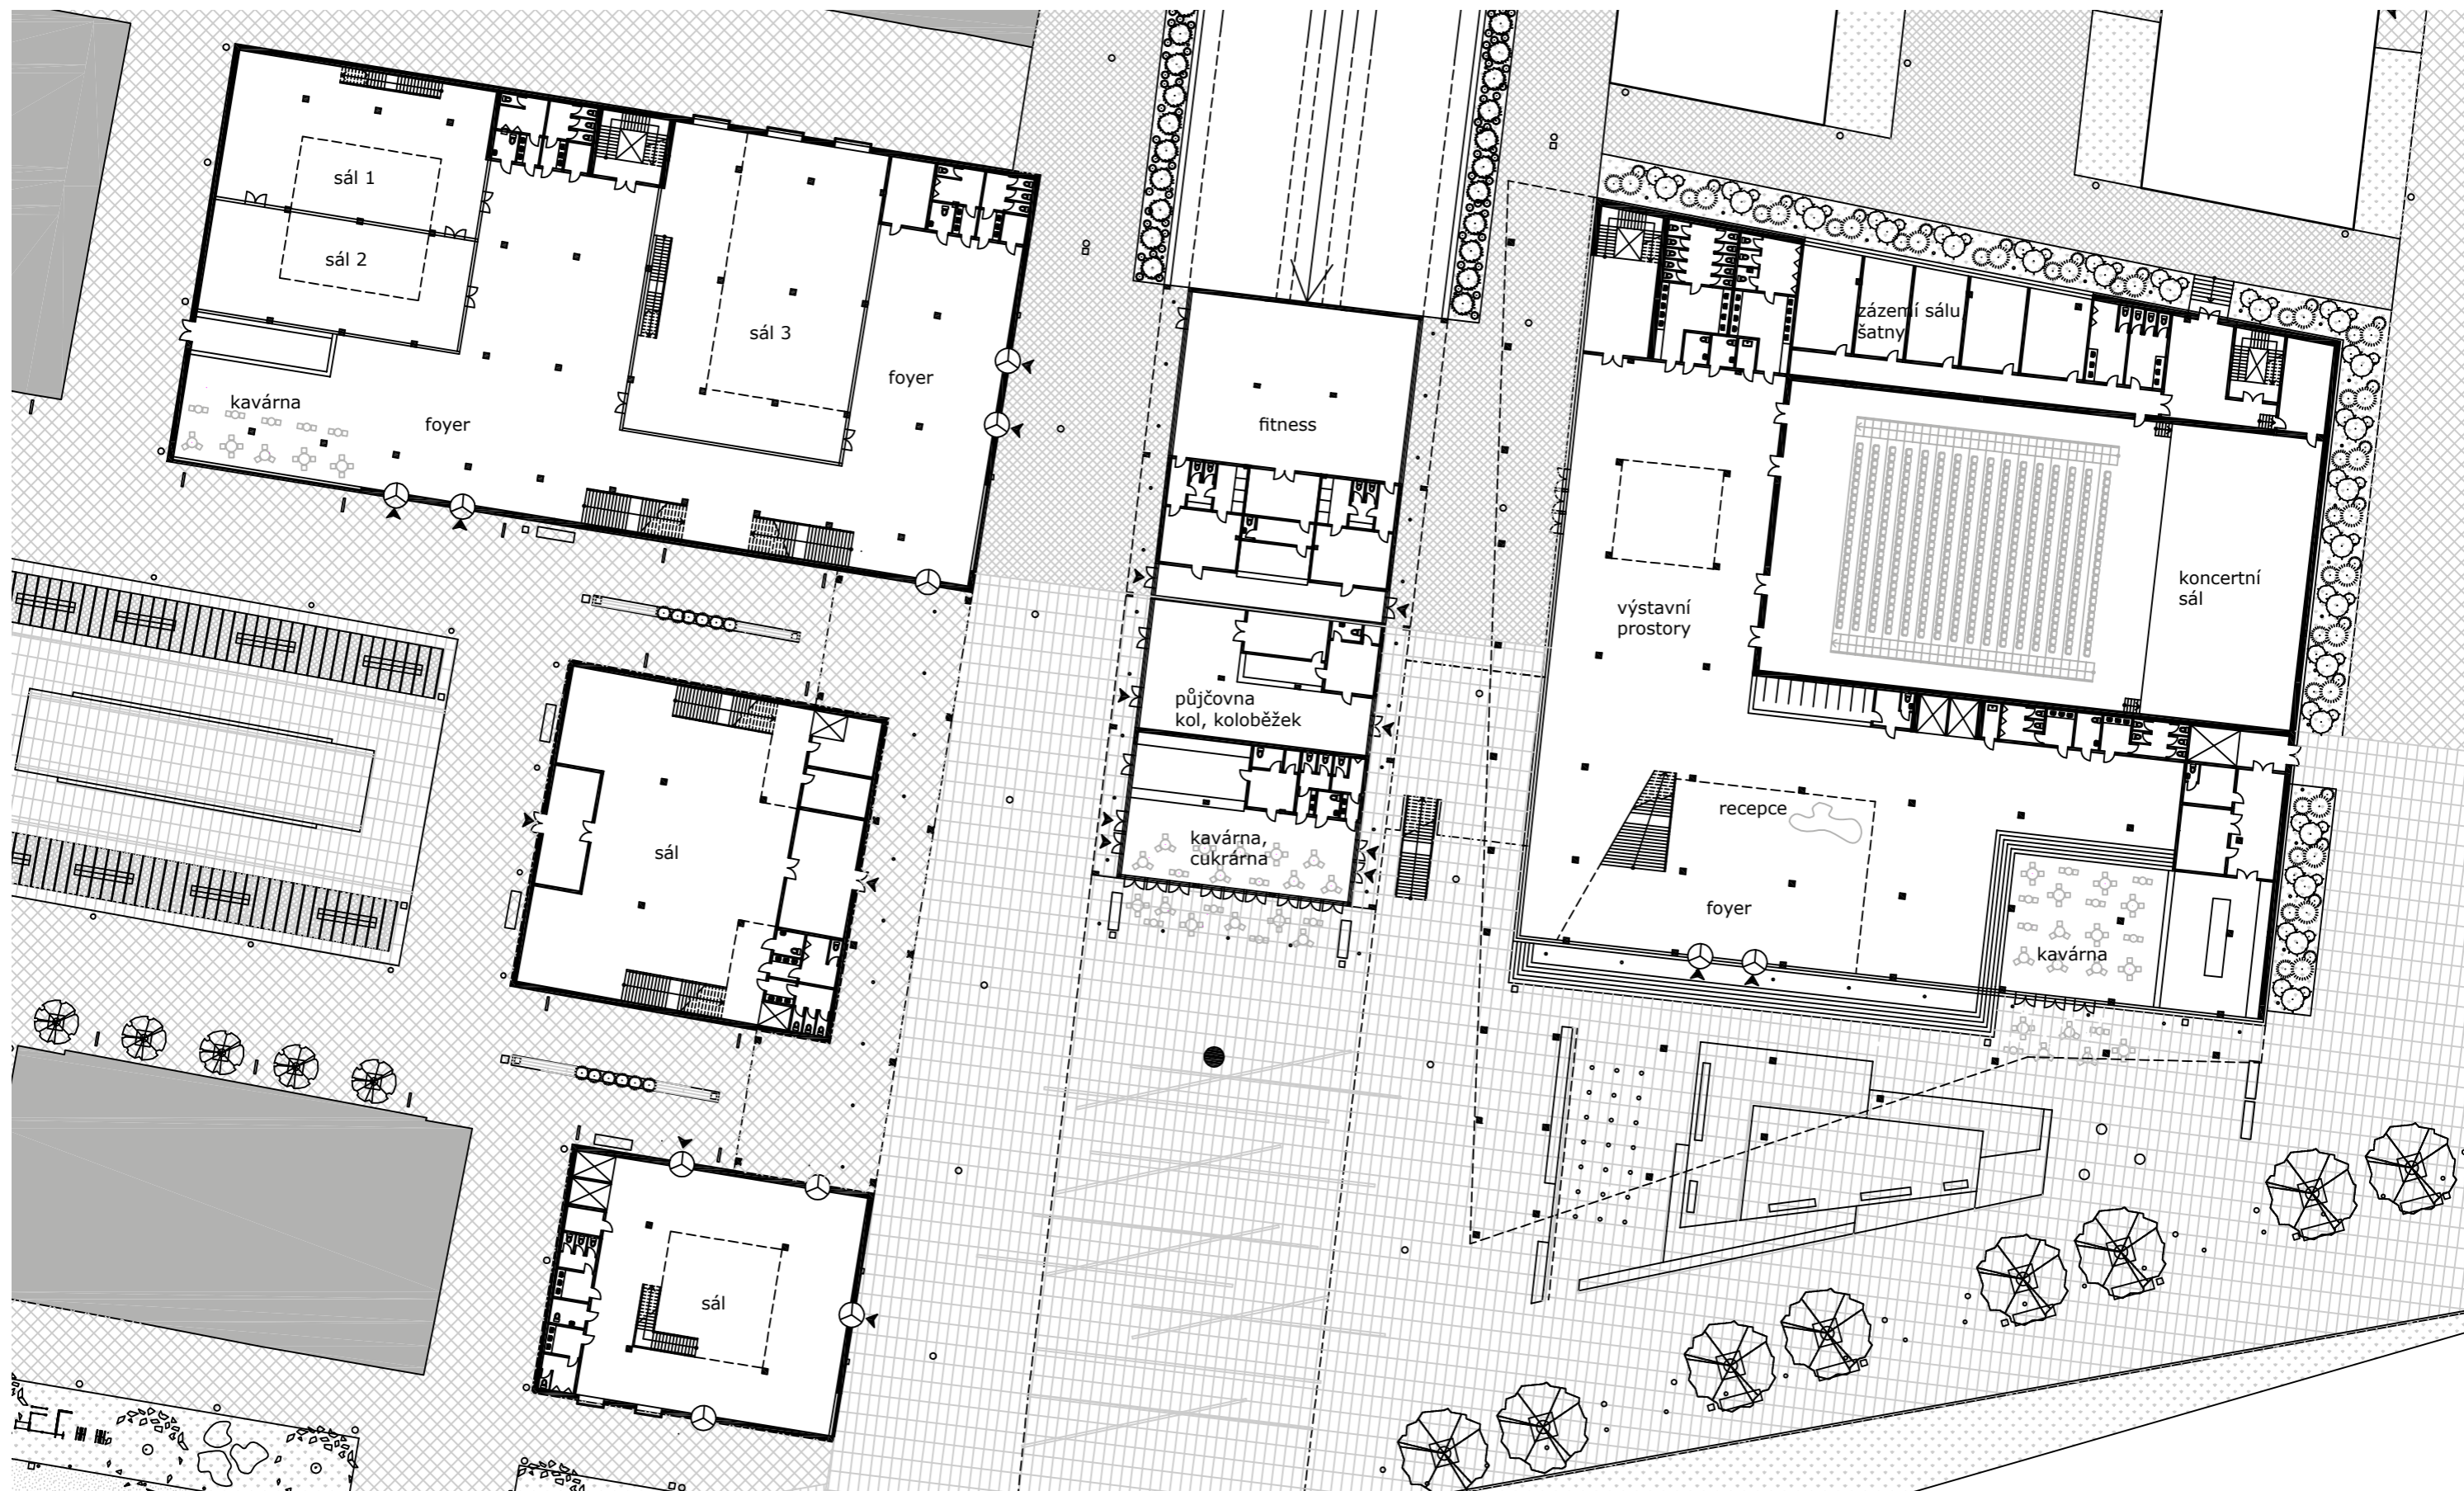 sál 1
sál 2
sál 3
foyer
kavárna
foyer
fitness
zázemí sálu,
šatny
koncertní
sál
výstavní
prostory
půjčovna
kol, koloběžek
recepce
kavárna,
cukrárna
sál
foyer
kavárna
sál